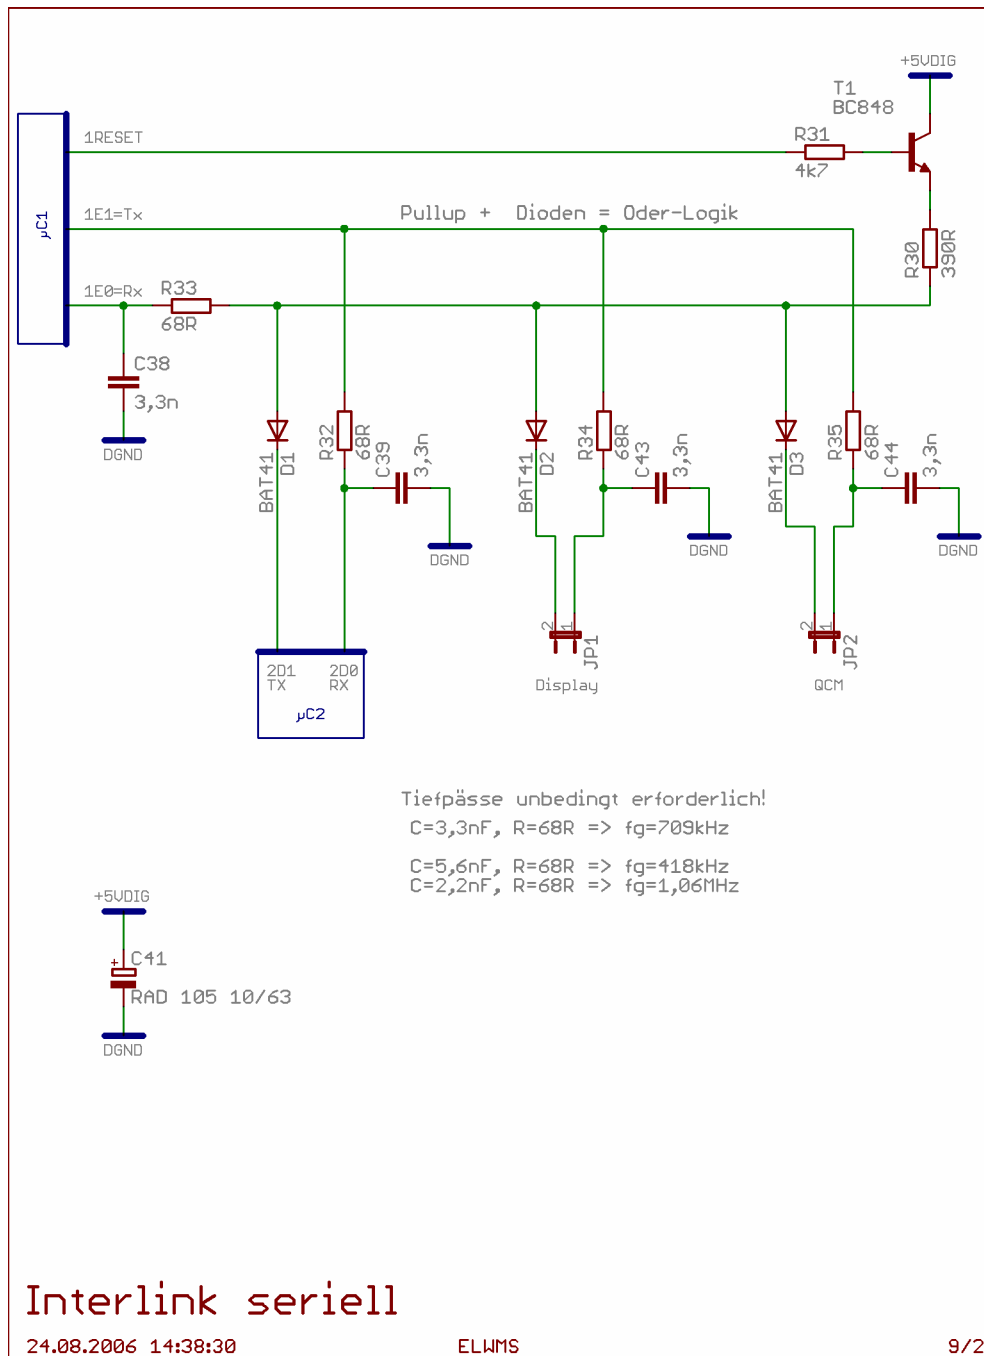 +5VDIG
T1
BC848
1RESET
R31
4k7
µC1
1E1=Tx
Pullup + Dioden = Oder-Logik
R30
390R
1E0=Rx
R33
68R
C38
3,3n
DGND
BAT41
D1
R32
68R
C39
3,3n
DGND
BAT41
D2
R34
68R
C43
3,3n
DGND
BAT41
D3
R35
68R
C44
3,3n
DGND
2D1
TX
2D0
RX
µC2
2
1
JP1
Display
2
1
JP2
QCM
Tiefpässe unbedingt erforderlich!
C=3,3nF, R=68R => fg=709kHz
C=5,6nF, R=68R => fg=418kHz
C=2,2nF, R=68R => fg=1,06MHz
+5VDIG
+
C41
RAD 105 10/63
DGND
Interlink seriell
24.08.2006 14:38:30 ELWMS 9/2